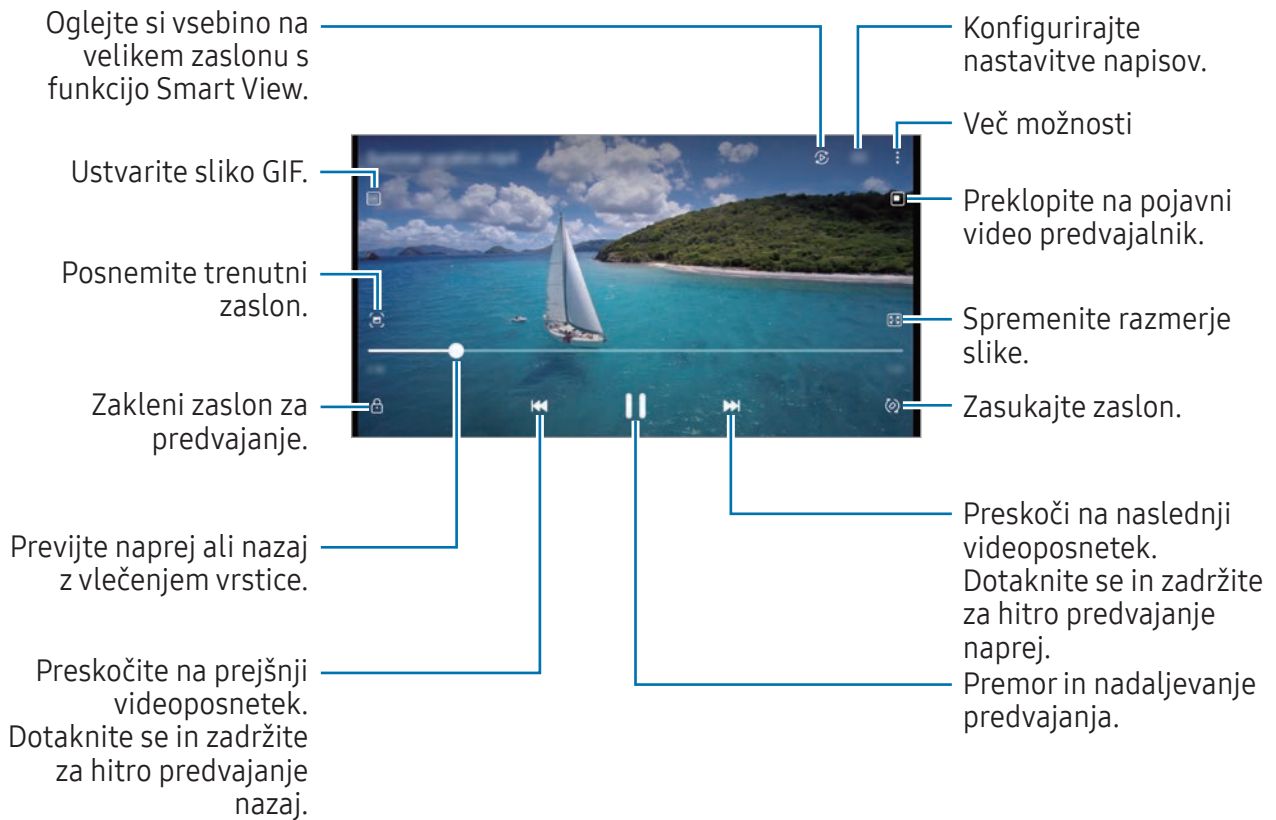 Oglejte si vsebino na
velikem zaslonu s
funkcijo Smart View.
Ustvarite sliko GIF.
Posnemite trenutni
zaslon.
Zakleni zaslon za
predvajanje.
Previjte naprej ali nazaj
z vlečenjem vrstice.
Preskočite na prejšnji
videoposnetek.
Dotaknite se in zadržite
za hitro predvajanje
nazaj.
Konfigurirajte
nastavitve napisov.
Več možnosti
Preklopite na pojavni
video predvajalnik.
Spremenite razmerje
slike.
Zasukajte zaslon.
Preskoči na naslednji
videoposnetek.
Dotaknite se in zadržite
za hitro predvajanje
naprej.
Premor in nadaljevanje
predvajanja.